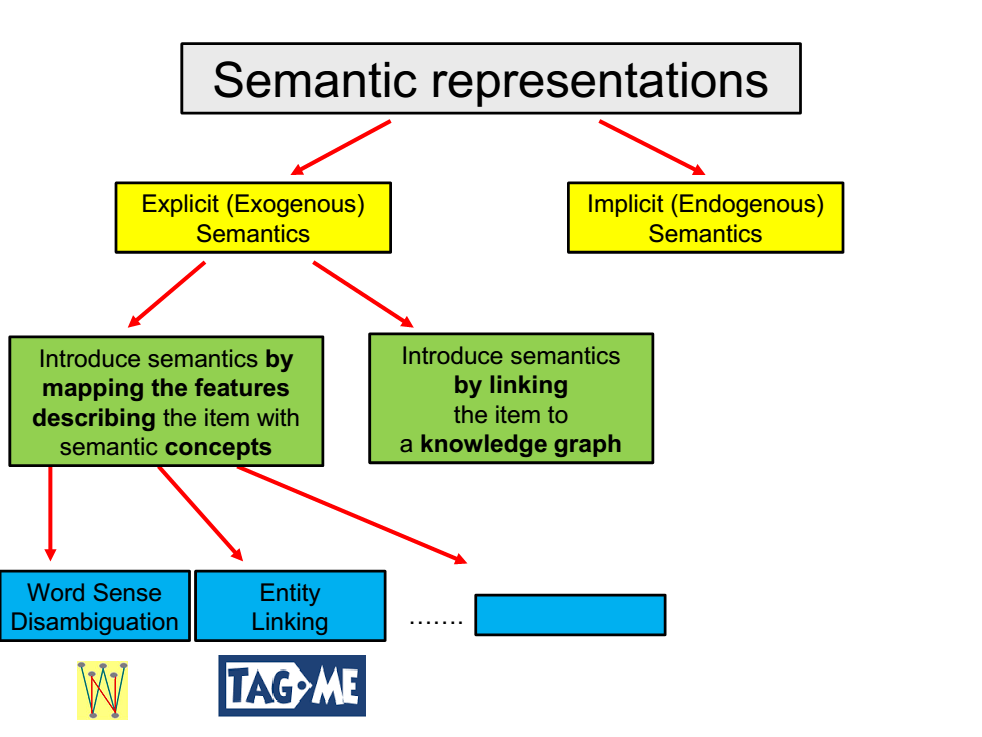 Semantic representations
Explicit (Exogenous)
Semantics
Implicit (Endogenous)
Semantics
Introduce semantics by
mapping the features
describing the item with
semantic concepts
Introduce semantics
by linking
the item to
a knowledge graph
Word Sense
Disambiguation
Entity
Linking
.......
W
TAG ME